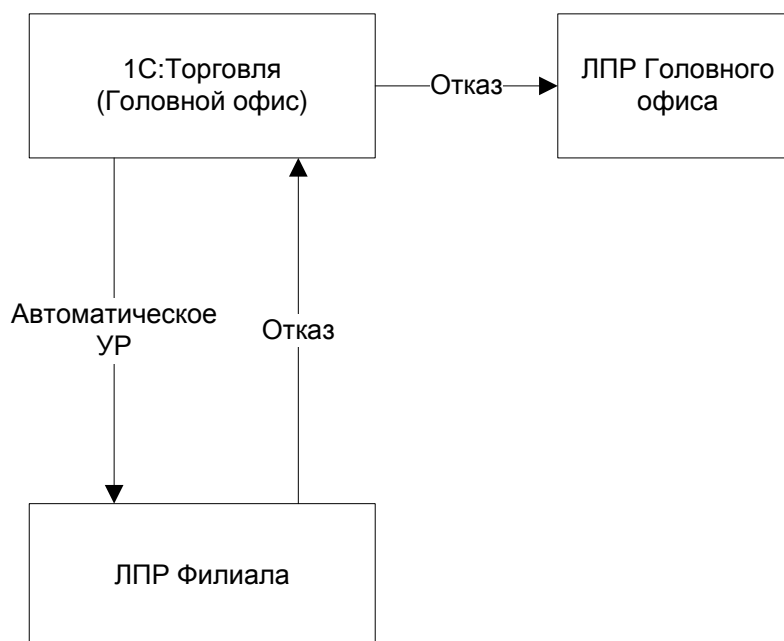 1С:Торговля
(Головной офис)
Отказ
ЛПР Головного
офиса
Автоматическое
УР
Отказ
ЛПР Филиала